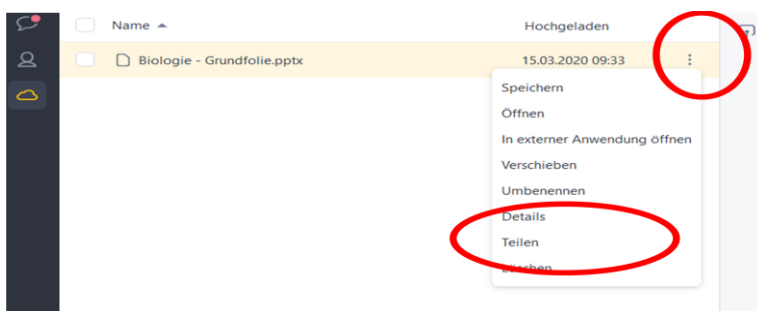 Name Hochgeladen
Biologie - Grundfolie.pptx 15.03.2020 09:33
Speichern
Öffnen
In externer Anwendung öffnen
Verschieben
Umbenennen
Details
Teilen
Löschen